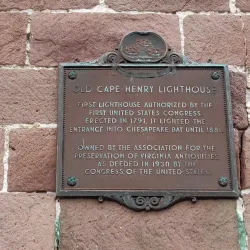 OLD CAPE HENRY LIGHTHOUSE
FIRST LIGHTHOUSE AUTHORIZED BY THE
FIRST UNITED STATES CONGRESS.
ERECTED IN 1791, IT LIGHTED THE
ENTRANCE INTO CHESAPEAKE BAY UNTIL 1881
OWNED BY THE ASSOCIATION FOR THE
PRESERVATION OF VIRGINIA ANTIQUITIES
AS DEEDED IN 1930 BY THE
CONGRESS OF THE UNITED STATES.